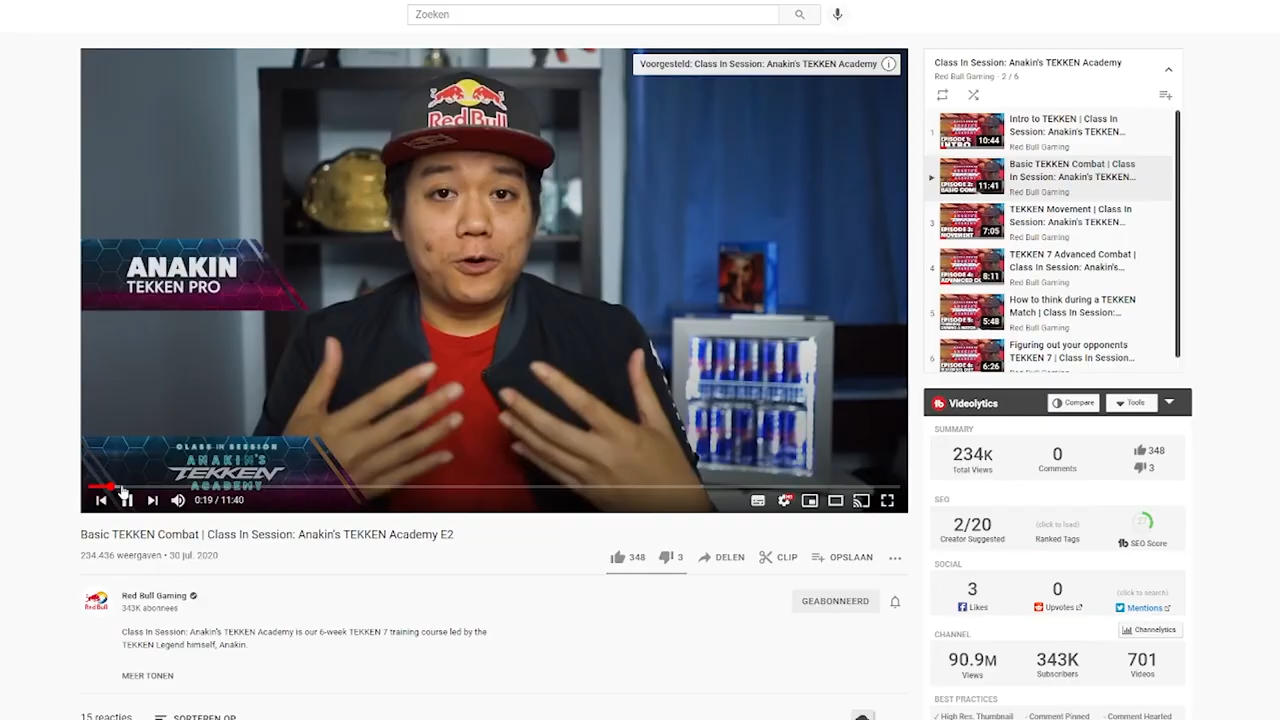 Zoeken
Voorgesteld: Class In Session: Anakin's TEKKEN Academy
Red Bull
ANAKIN
TEKKEN PRO
CLASS IN SESSION
ANAKIN'S
TEKKEN
ACADEMY
0:19 / 11:40
Basic TEKKEN Combat | Class In Session: Anakin's TEKKEN Academy E2
234.436 weergaven • 30 jul. 2020
348
3
DELEN
CLIP
OPSLAAN
Red Bull Gaming
343K abonnees
GEABONNEERD
Class In Session: Anakin's TEKKEN Academy is our 6-week TEKKEN 7 training course led by the
TEKKEN Legend himself, Anakin.
MEER TONEN
15 reacties
SORTEREN OP
Class In Session: Anakin's TEKKEN Academy
Red Bull Gaming - 2 / 6
1
10:44
Intro to TEKKEN | Class In
Session: Anakin's TEKKEN...
Red Bull Gaming
11:41
Basic TEKKEN Combat | Class
In Session: Anakin's TEKKEN...
Red Bull Gaming
3
7:05
TEKKEN Movement | Class In
Session: Anakin's TEKKEN...
Red Bull Gaming
4
8:11
TEKKEN 7 Advanced Combat |
Class In Session: Anakin's...
Red Bull Gaming
5
5:48
How to think during a TEKKEN
Match | Class In Session:...
Red Bull Gaming
6
6:26
Figuring out your opponents
TEKKEN 7 | Class In Session...
Videolytics
Compare
Tools
SUMMARY
234K
Total Views
0
Comments
348
3
SEO
2/20
Creator Suggested
(click to load)
Ranked Tags
27
tb SEO Score
SOCIAL
3
Likes
0
Upvotes
(click to search)
Mentions
Channelytics
CHANNEL
90.9M
Views
343K
Subscribers
701
Videos
BEST PRACTICES
✓ High Res. Thumbnail
- Comment Pinned
- Comment Hearted